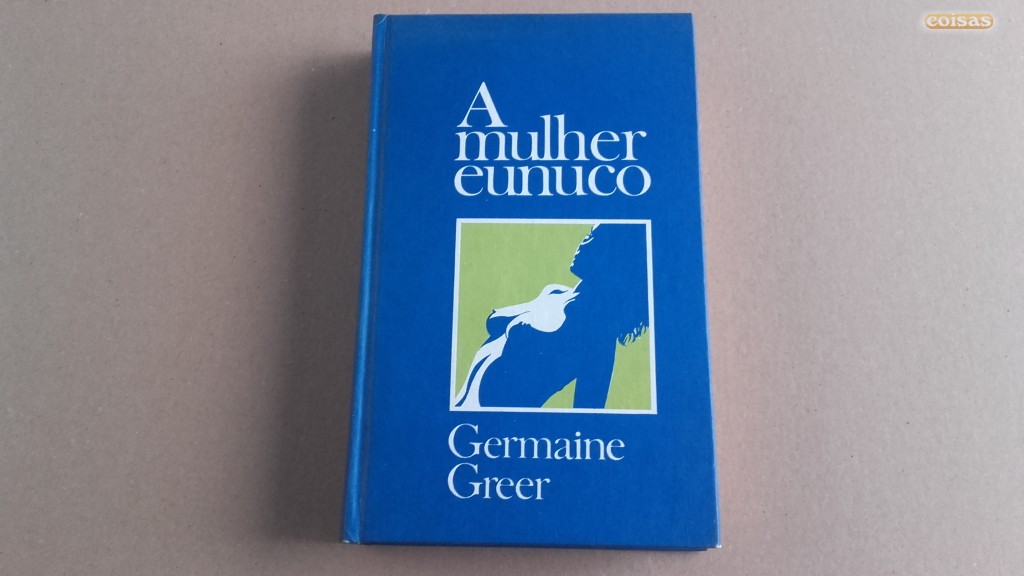 coisas
A
mulher
eunuco
Germaine
Greer